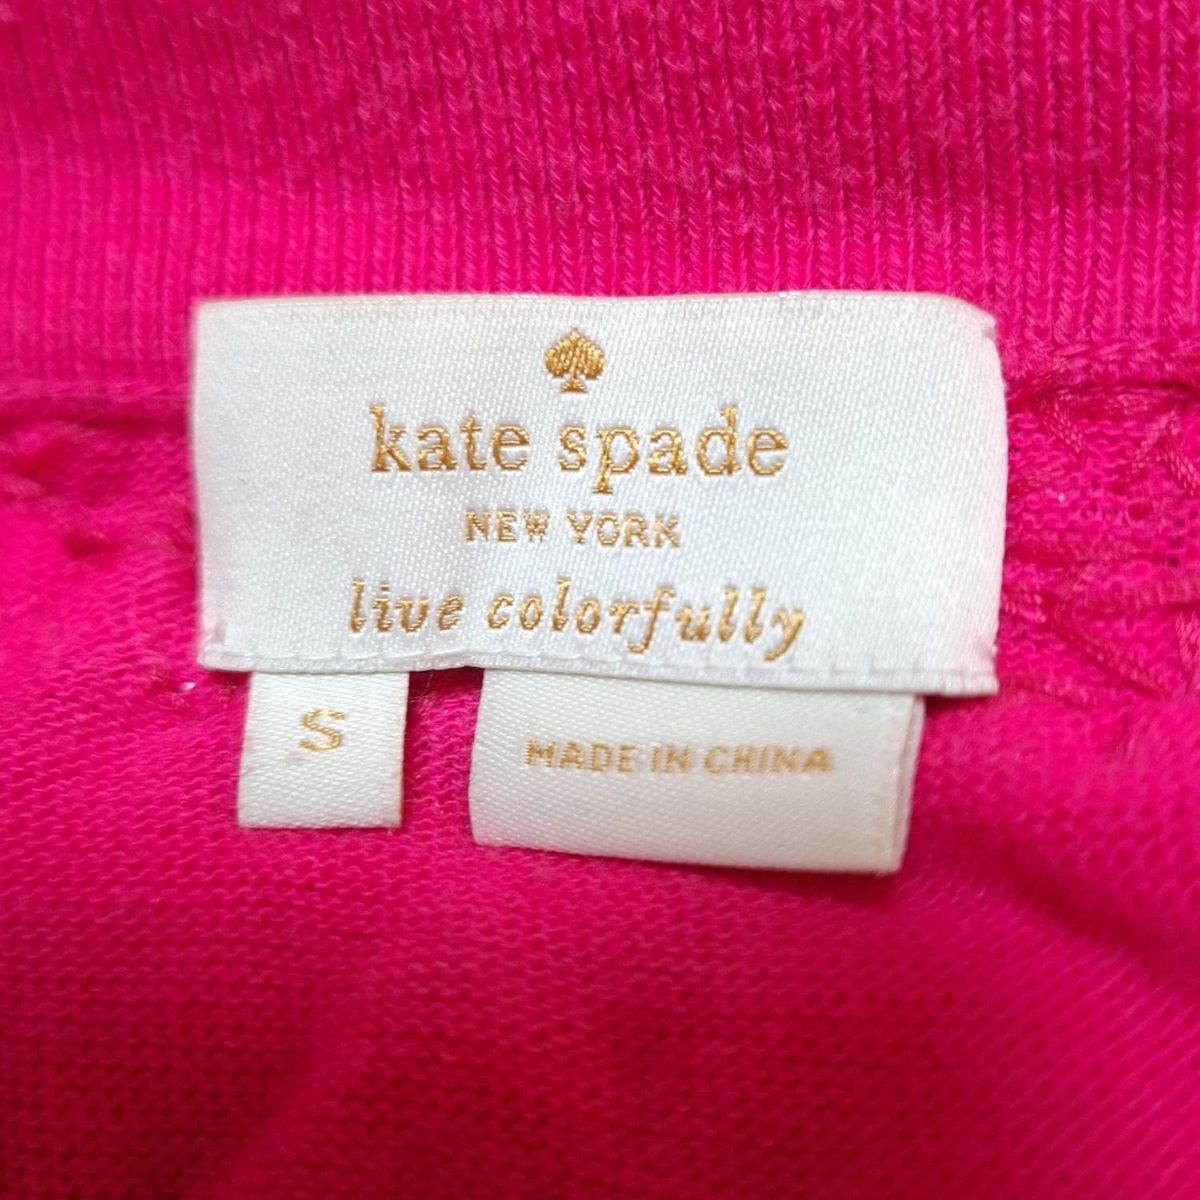 kate spade
NEW YORK
live colorfully
S
MADE IN CHINA